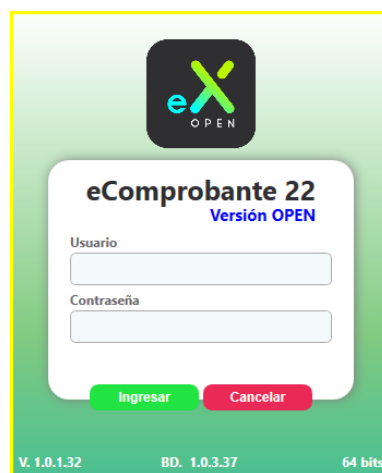 eX
OPEN
eComprobante 22
Versión OPEN
Usuario
Contraseña
Ingresar Cancelar
V. 1.0.1.32 BD. 1.0.3.37 64 bits